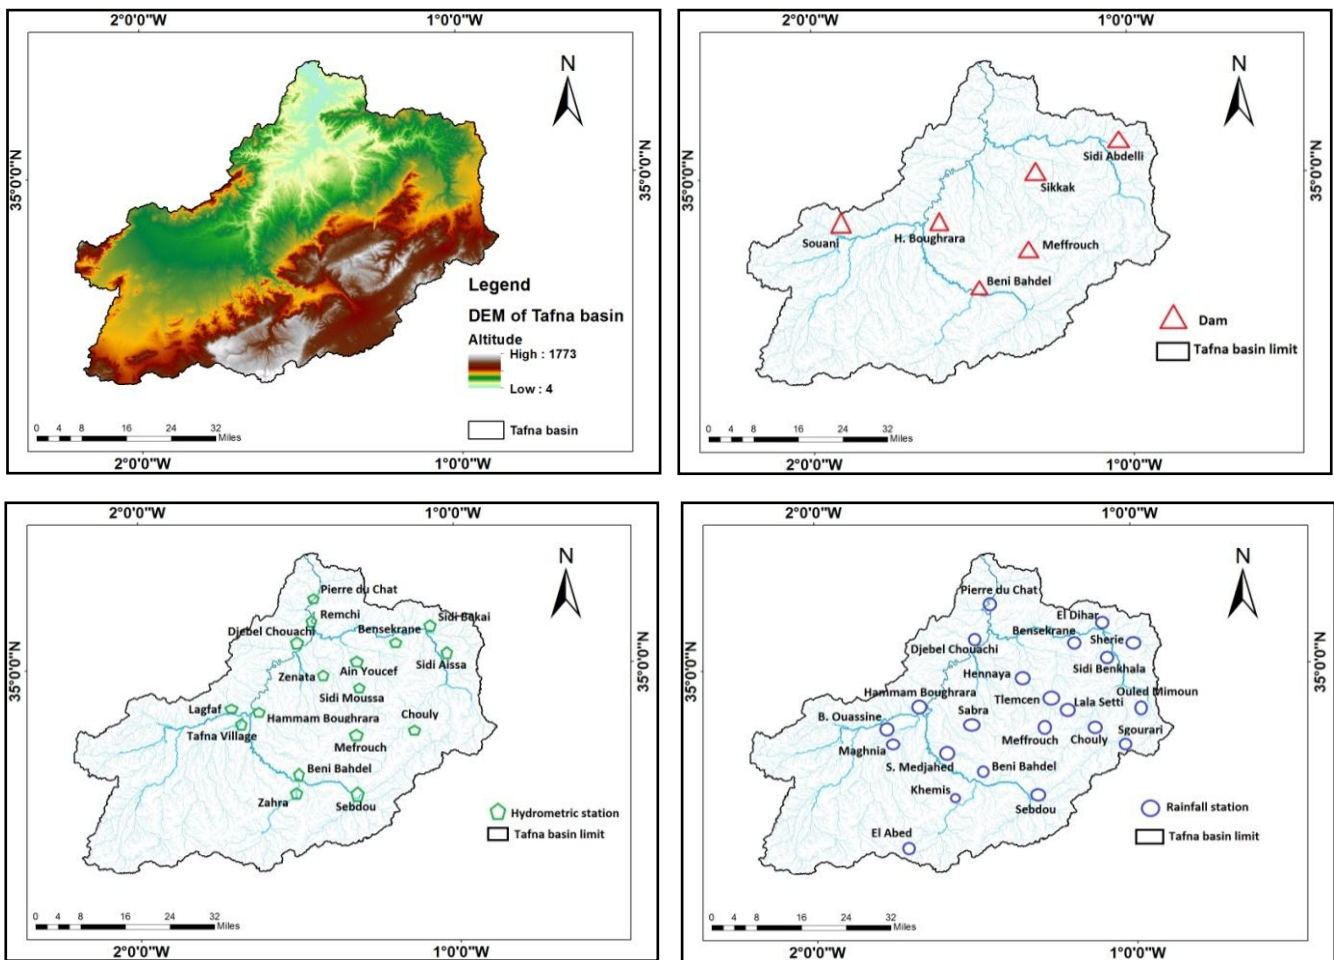 2°0'0"W 1°0'0"W
N
35°0'0"N
35°0'0"N
Legend
DEM of Tafna basin
Altitude
High : 1773
Low : 4
Tafna basin
0 4 8 16 24 32
Miles
2°0'0"W 1°0'0"W
2°0'0"W 1°0'0"W
N
35°0'0"N
35°0'0"N
Sidi Abdelli
Sikkak
Souani
H. Boughrara
Meffrouch
Beni Bahdel
Dam
Tafna basin limit
0 4 8 16 24 32
Miles
2°0'0"W 1°0'0"W
2°0'0"W 1°0'0"W
N
35°0'0"N
35°0'0"N
Pierre du Chat
Remchi
Sidi Bakai
Djebel Chouachi
Bensekrane
Sidi Aissa
Ain Youcef
Zenata
Sidi Moussa
Lagfaf
Hammam Boughrara
Chouly
Tafna Village
Mefrouch
Beni Bahdel
Zahra
Sebdou
Hydrometric station
Tafna basin limit
0 4 8 16 24 32
Miles
2°0'0"W 1°0'0"W
2°0'0"W 1°0'0"W
N
35°0'0"N
35°0'0"N
Pierre du Chat
El Dihar
Bensekrane
Sherie
Djebel Chouachi
Sidi Benkhala
Hennaya
Hammam Boughrara
Ouled Mimoun
Tlemcen
Lala Setti
Sabra
B. Ouassine
Sgourari
Meffrouch
Chouly
Maghnia
S. Medjahed
Beni Bahdel
Khemis
Sebdou
El Abed
Rainfall station
Tafna basin limit
0 4 8 16 24 32
Miles
2°0'0"W 1°0'0"W